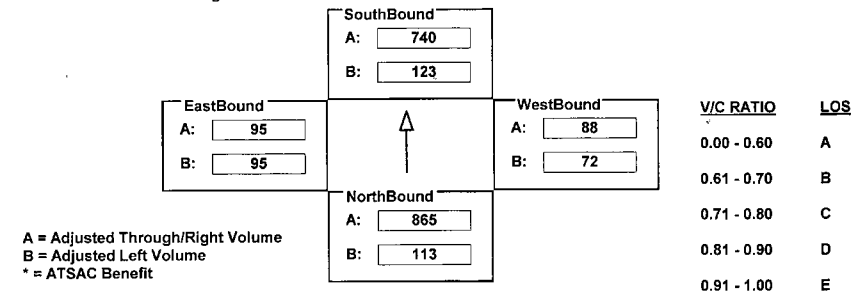 SouthBound
A: 740
B: 123
EastBound
A: 95
B: 95
WestBound
A: 88
B: 72
NorthBound
A: 865
B: 113
A = Adjusted Through/Right Volume
B = Adjusted Left Volume
* = ATSAC Benefit
V/C RATIO LOS
0.00 - 0.60 A
0.61 - 0.70 B
0.71 - 0.80 C
0.81 - 0.90 D
0.91 - 1.00 E